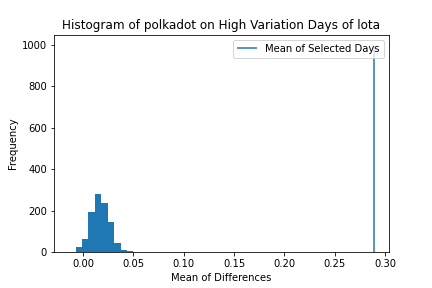 Histogram of polkadot on High Variation Days of Iota
1000
800
600
400
200
0
Frequency
Mean of Selected Days
0.00 0.05 0.10 0.15 0.20 0.25 0.30
Mean of Differences